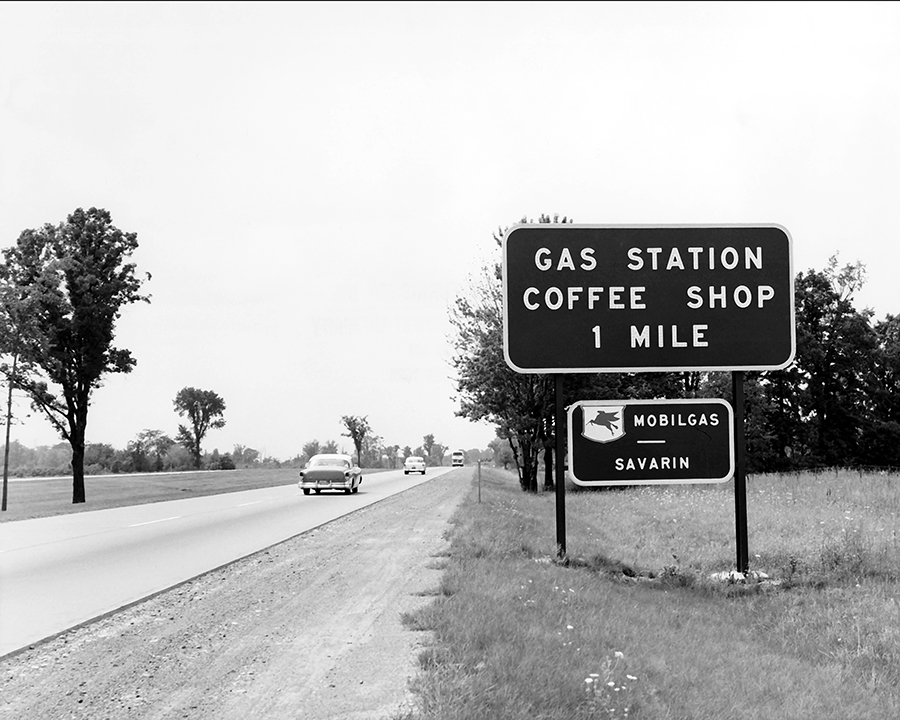 GAS STATION
COFFEE SHOP
1 MILE
MOBILGAS
SAVARIN